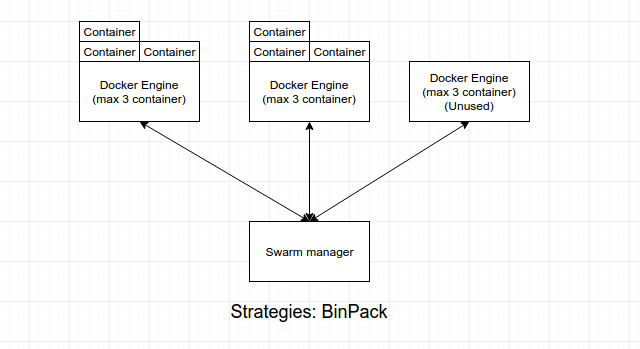 Container
Container Container
Docker Engine
(max 3 container)
Container
Container Container
Docker Engine
(max 3 container)
Docker Engine
(max 3 container)
(Unused)
Swarm manager
Strategies: BinPack